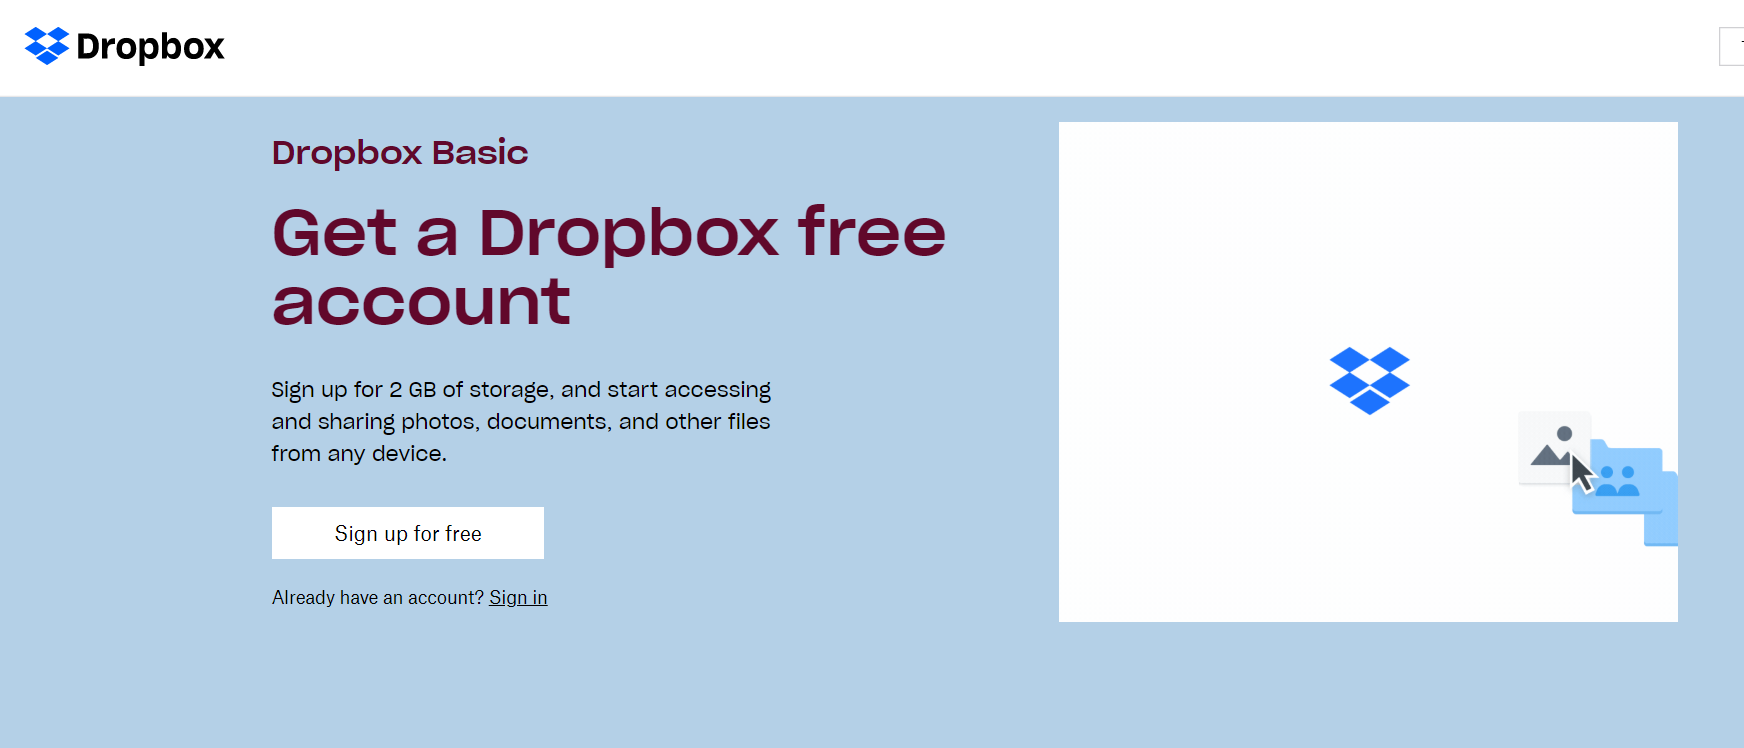 Dropbox
Dropbox Basic
Get a Dropbox free
account
Sign up for 2 GB of storage, and start accessing
and sharing photos, documents, and other files
from any device.
Sign up for free
Already have an account? Sign in